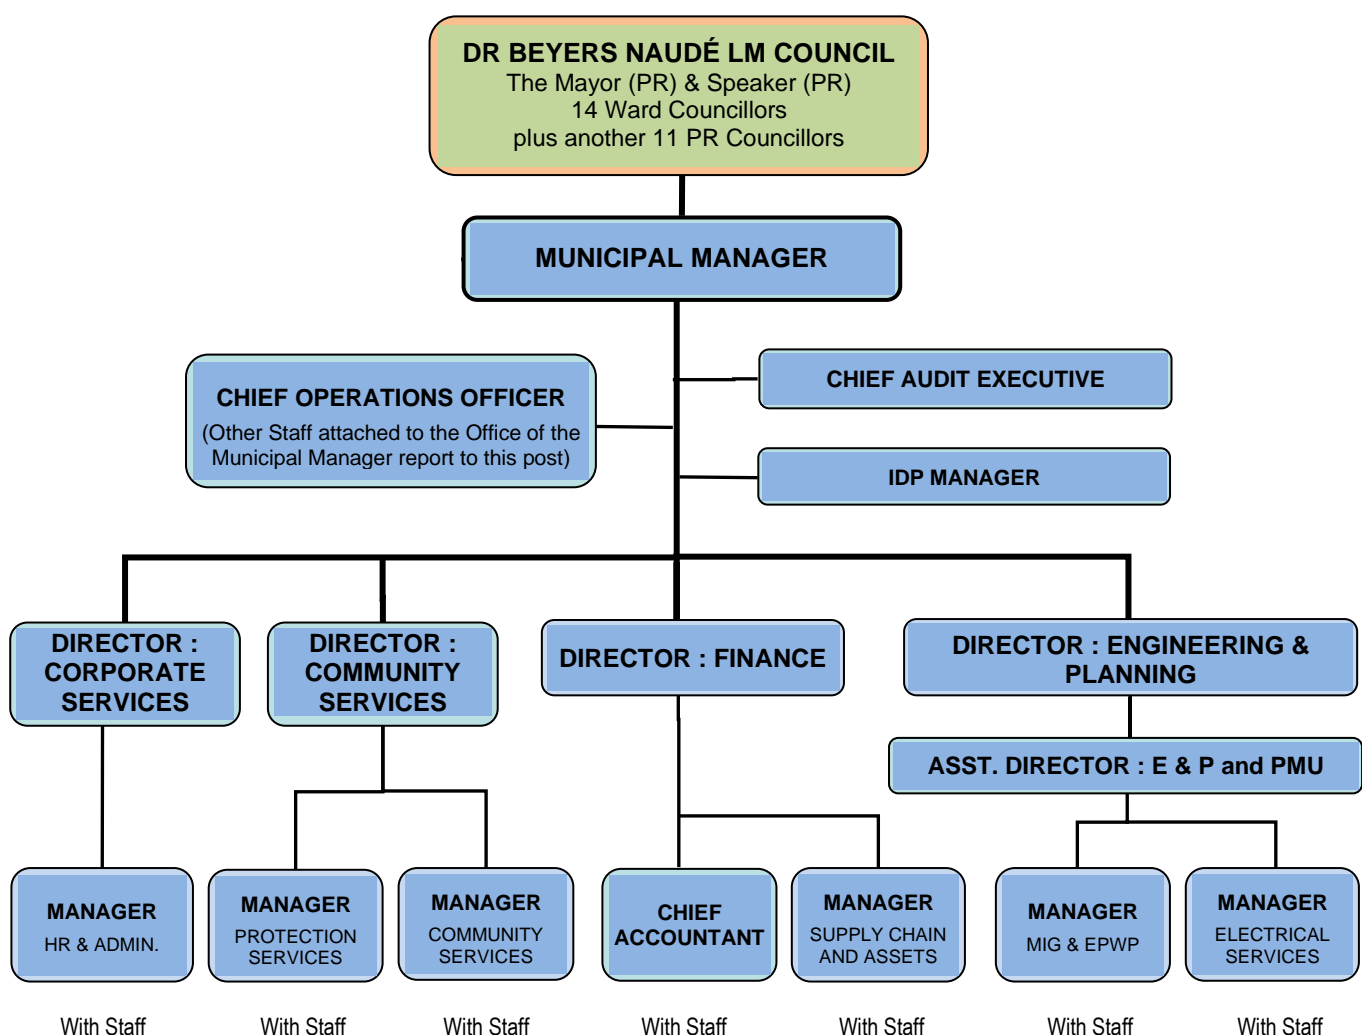 DR BEYERS NAUDÉ LM COUNCIL
The Mayor (PR) & Speaker (PR)
14 Ward Councillors
plus another 11 PR Councillors
MUNICIPAL MANAGER
CHIEF OPERATIONS OFFICER
(Other Staff attached to the Office of the
Municipal Manager report to this post)
CHIEF AUDIT EXECUTIVE
IDP MANAGER
DIRECTOR :
CORPORATE
SERVICES
DIRECTOR :
COMMUNITY
SERVICES
DIRECTOR : FINANCE
DIRECTOR : ENGINEERING &
PLANNING
ASST. DIRECTOR : E & P and PMU
MANAGER
HR & ADMIN.
MANAGER
PROTECTION
SERVICES
MANAGER
COMMUNITY
SERVICES
CHIEF
ACCOUNTANT
MANAGER
SUPPLY CHAIN
AND ASSETS
MANAGER
MIG & EPWP
MANAGER
ELECTRICAL
SERVICES
With Staff
With Staff
With Staff
With Staff
With Staff
With Staff
With Staff